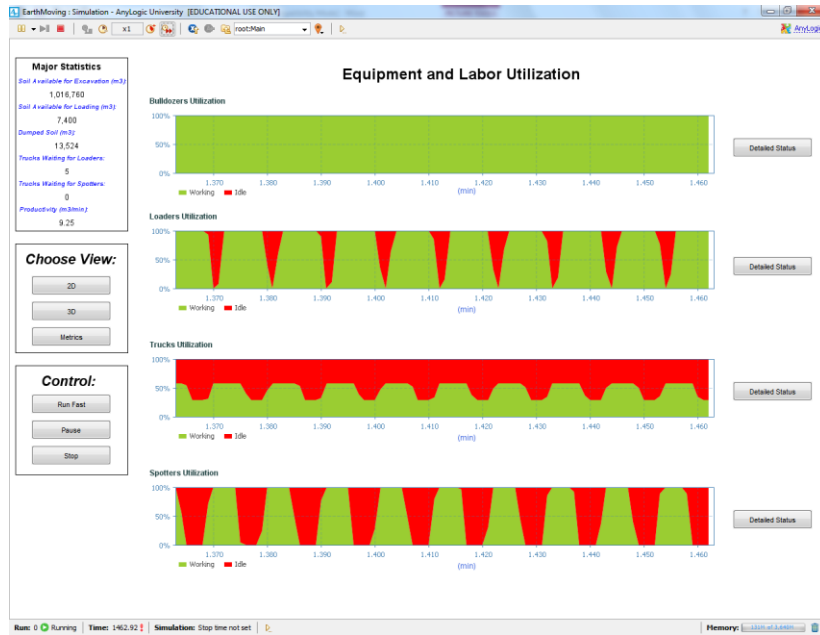 EarthMoving : Simulation - AnyLogic University [EDUCATIONAL USE ONLY]
x1
root:Main
AnyLogic
Major Statistics
Soil Available for Excavation (m3):
1,016,760
Soil Available for Loading (m3):
7,400
Dumped Soil (m3):
13,524
Trucks Waiting for Loaders:
5
Trucks Waiting for Spotters:
0
Productivity (m3/min):
9.25
Choose View:
2D
3D
Metrics
Control:
Run Fast
Pause
Stop
Equipment and Labor Utilization
Bulldozers Utilization
100%
50%
0%
1.370 1.380 1.390 1.400 1.410 1.420 1.430 1.440 1.450 1.460
Working Idle (min)
Detailed Status
Loaders Utilization
100%
50%
0%
1.370 1.380 1.390 1.400 1.410 1.420 1.430 1.440 1.450 1.460
Working Idle (min)
Detailed Status
Trucks Utilization
100%
50%
0%
1.370 1.380 1.390 1.400 1.410 1.420 1.430 1.440 1.450 1.460
Working Idle (min)
Detailed Status
Spotters Utilization
100%
50%
0%
1.370 1.380 1.390 1.400 1.410 1.420 1.430 1.440 1.450 1.460
Working Idle (min)
Detailed Status
Run: 0 Running Time: 1462.92 Simulation: Stop time not set Memory: